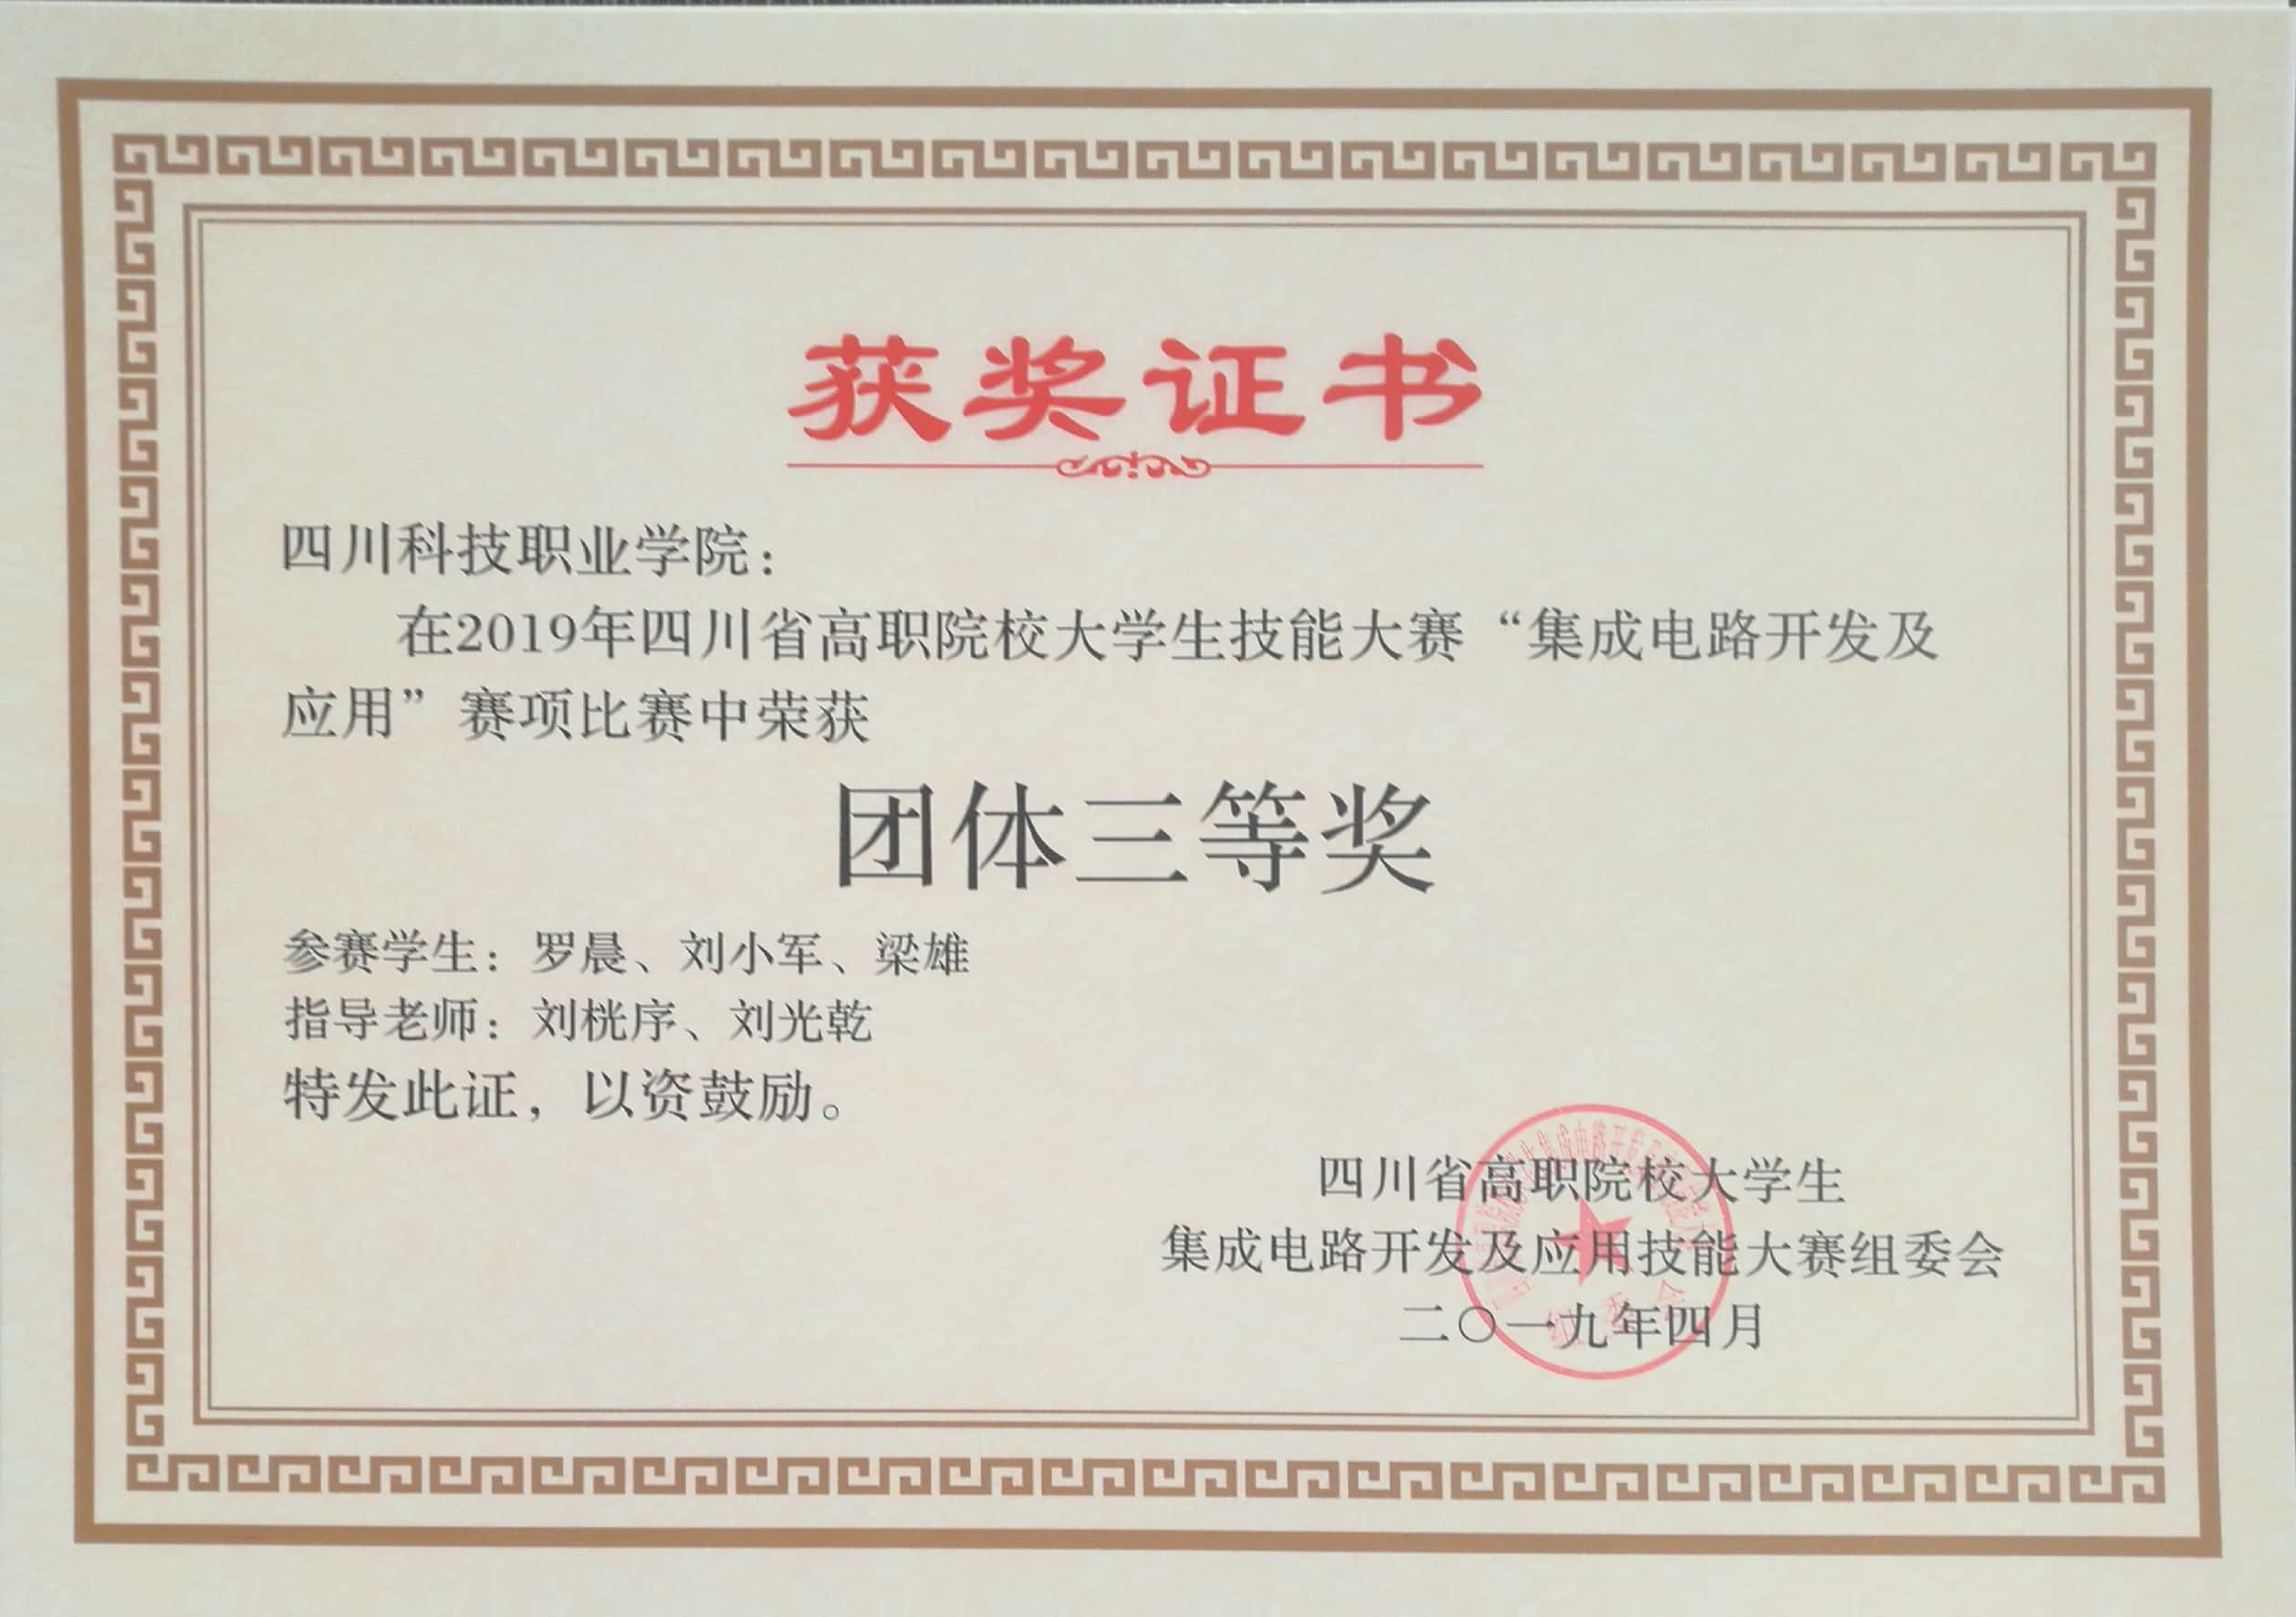 获奖证书
四川科技职业学院：
在2019年四川省高职院校大学生技能大赛“集成电路开发及
应用”赛项比赛中荣获
团体三等奖
参赛学生：罗晨、刘小军、梁雄
指导老师：刘桄序、刘光乾
特发此证，以资鼓励。
四川省高职院校大学生
集成电路开发及应用技能大赛组委会
二〇一九年四月
组委会